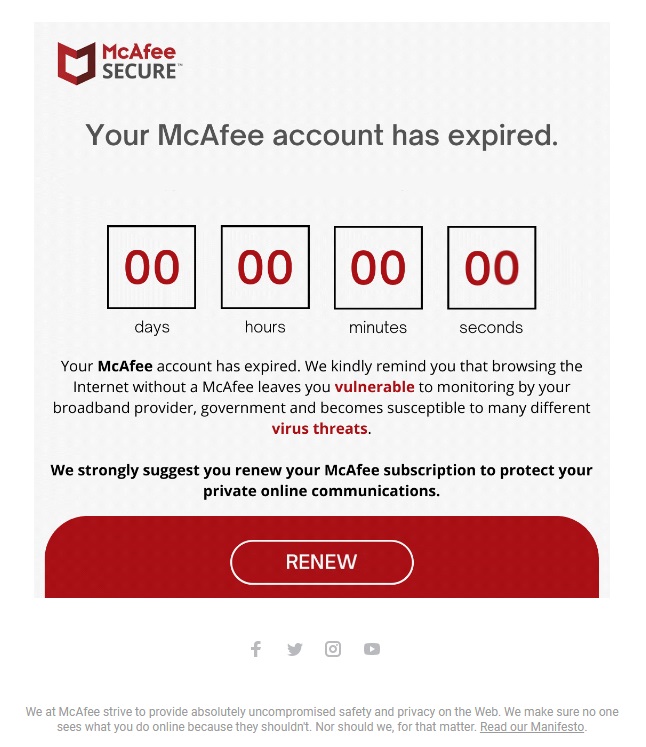 McAfee
SECURE™
Your McAfee account has expired.
00 00 00 00
days hours minutes seconds
Your McAfee account has expired. We kindly remind you that browsing the
Internet without a McAfee leaves you vulnerable to monitoring by your
broadband provider, government and becomes susceptible to many different
virus threats.
We strongly suggest you renew your McAfee subscription to protect your
private online communications.
RENEW
We at McAfee strive to provide absolutely uncompromised safety and privacy on the Web. We make sure no one
sees what you do online because they shouldn't. Nor should we, for that matter. Read our Manifesto.